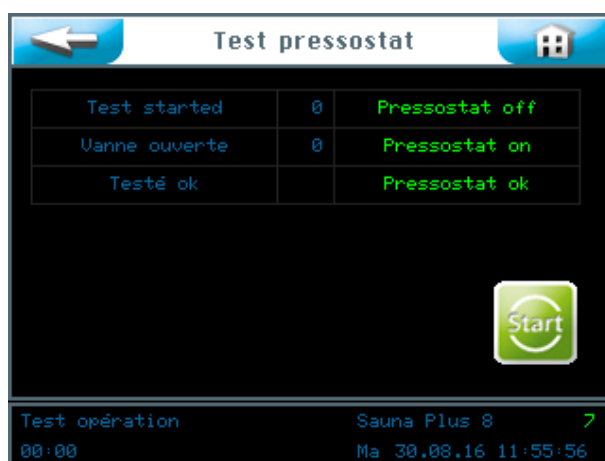 Test pressostat
Test started 0 Pressostat off
Vanne ouverte 0 Pressostat on
Testé ok Pressostat ok
Start
Test opération Sauna Plus 8 7
00:00 Ma 30.08.16 11:55:56